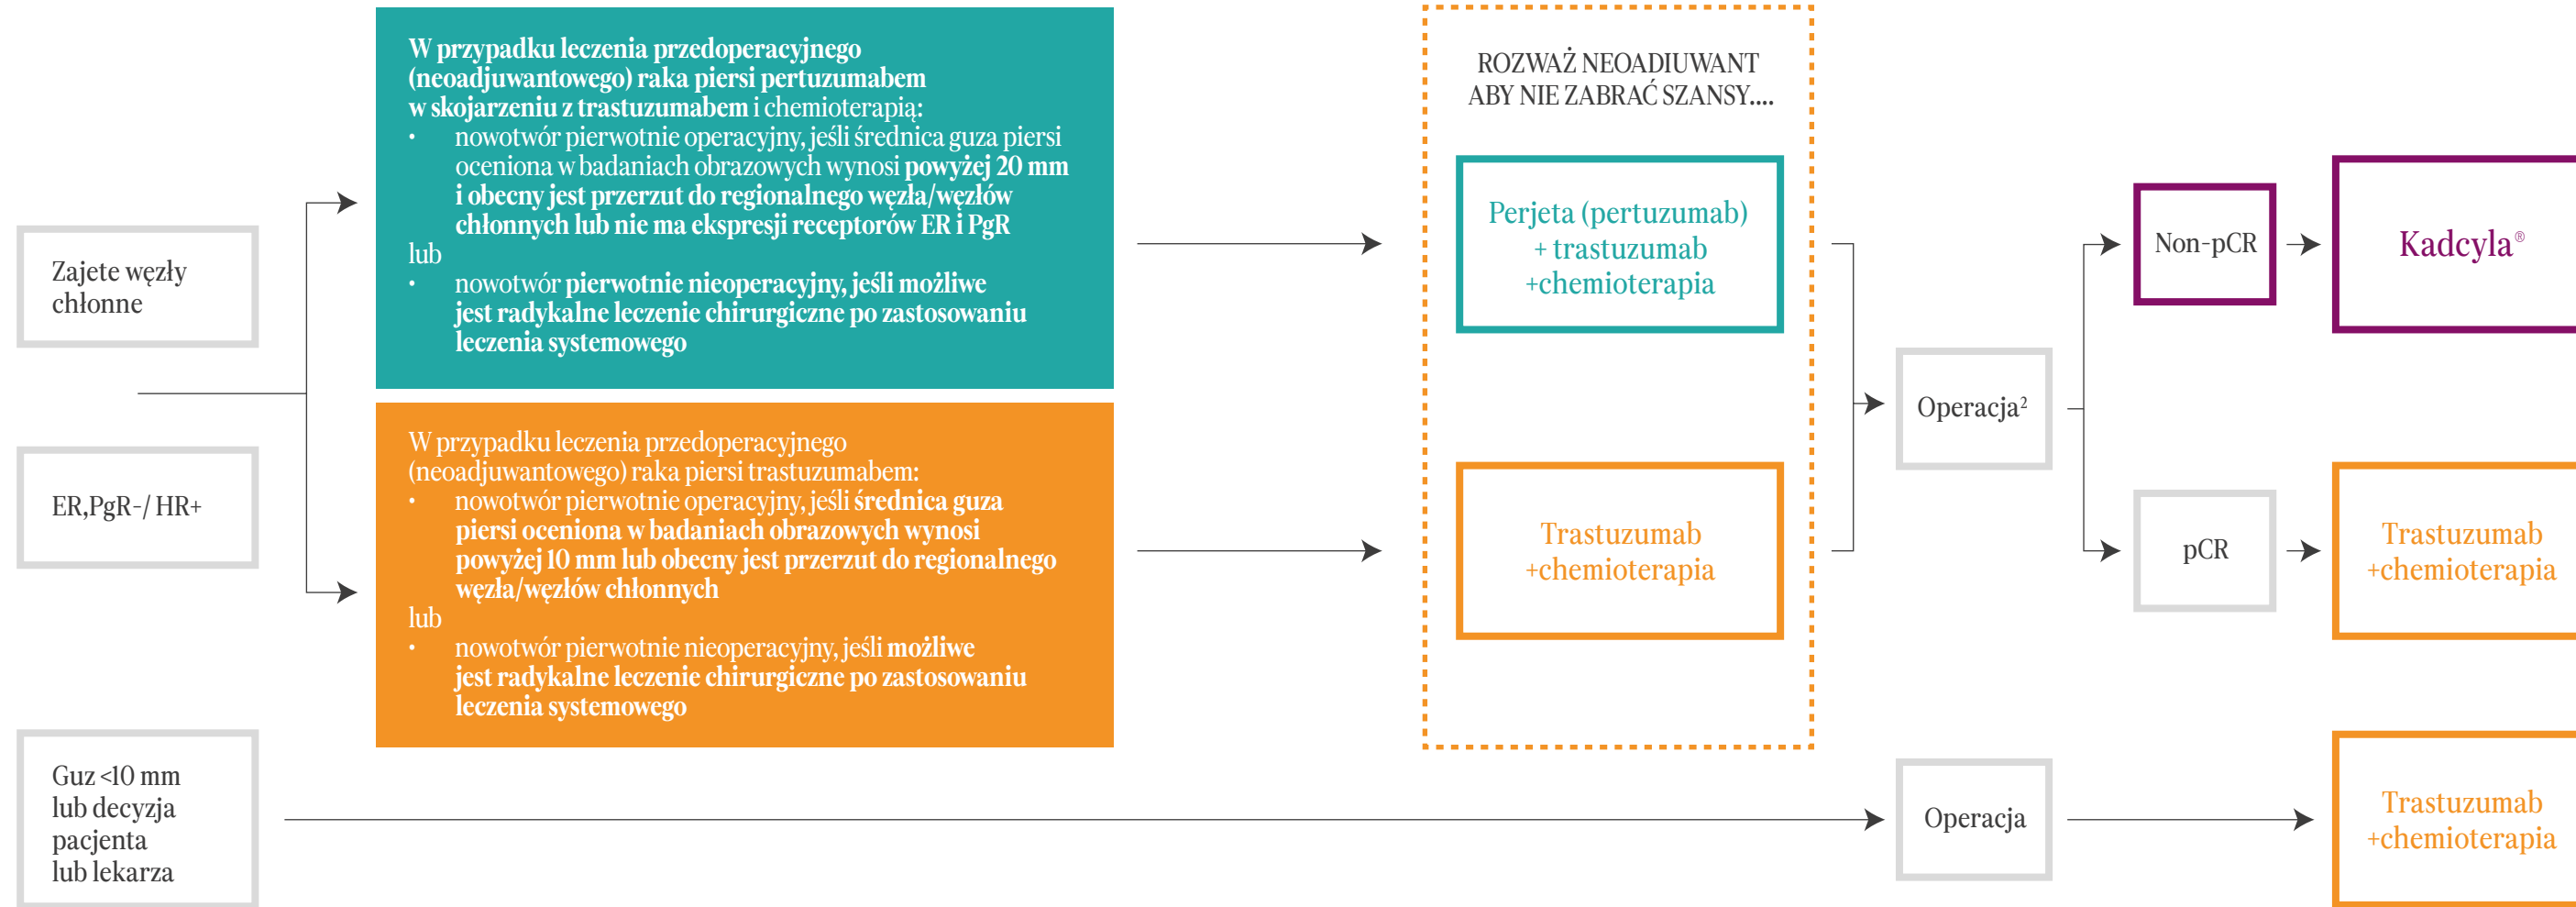 Zajete węzły
chłonne
ER,PgR-/ HR+
Guz <10 mm
lub decyzja
pacjenta
lub lekarza
W przypadku leczenia przedoperacyjnego
(neoadjuwantowego) raka piersi pertuzumabem
w skojarzeniu z trastuzumabem i chemioterapią:
• nowotwór pierwotnie operacyjny, jeśli średnica guza piersi
oceniona w badaniach obrazowych wynosi powyżej 20 mm
i obecny jest przerzut do regionalnego węzła/węzłów
chłonnych lub nie ma ekspresji receptorów ER i PgR
lub
• nowotwór pierwotnie nieoperacyjny, jeśli możliwe
jest radykalne leczenie chirurgiczne po zastosowaniu
leczenia systemowego
W przypadku leczenia przedoperacyjnego
(neoadjuwantowego) raka piersi trastuzumabem:
• nowotwór pierwotnie operacyjny, jeśli średnica guza
piersi oceniona w badaniach obrazowych wynosi
powyżej 10 mm lub obecny jest przerzut do regionalnego
węzła/węzłów chłonnych
lub
• nowotwór pierwotnie nieoperacyjny, jeśli możliwe
jest radykalne leczenie chirurgiczne po zastosowaniu
leczenia systemowego
ROZWAŻ NEOADIUWANT
ABY NIE ZABRAĆ SZANSY....
Perjeta (pertuzumab)
+ trastuzumab
+chemioterapia
Trastuzumab
+chemioterapia
Operacja²
Operacja
Non-pCR
pCR
Kadcyla®
Trastuzumab
+chemioterapia
Trastuzumab
+chemioterapia